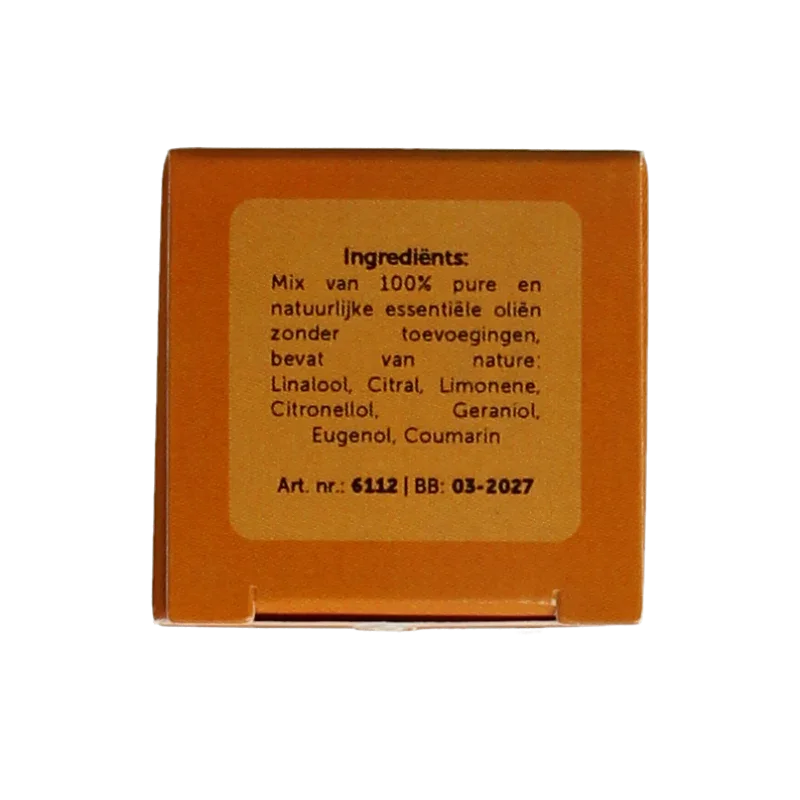 Ingrediënts:
Mix van 100% pure en
natuurlijke essentiële oliën
zonder toevoegingen,
bevat van nature:
Linalool, Citral, Limonene,
Citronellol, Geraniol,
Eugenol, Coumarin
Art. nr.: 6112 | BB: 03-2027